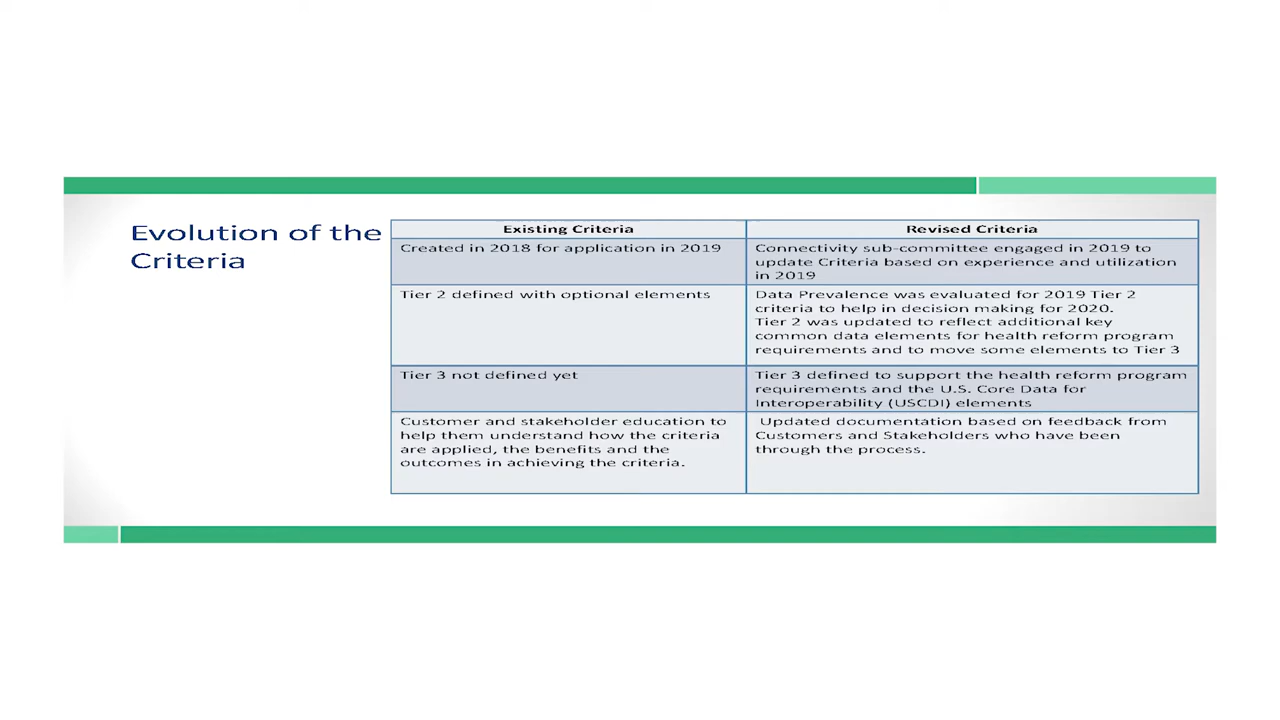 Evolution of the
Criteria
Existing Criteria
Revised Criteria
Created in 2018 for application in 2019
Connectivity sub-committee engaged in 2019 to
update Criteria based on experience and utilization
in 2019
Tier 2 defined with optional elements
Data Prevalence was evaluated for 2019 Tier 2
criteria to help in decision making for 2020.
Tier 2 was updated to reflect additional key
common data elements for health reform program
requirements and to move some elements to Tier 3
Tier 3 not defined yet
Tier 3 defined to support the health reform program
requirements and the U.S. Core Data for
Interoperability (USCDI) elements
Customer and stakeholder education to
help them understand how the criteria
are applied, the benefits and the
outcomes in achieving the criteria.
Updated documentation based on feedback from
Customers and Stakeholders who have been
through the process.